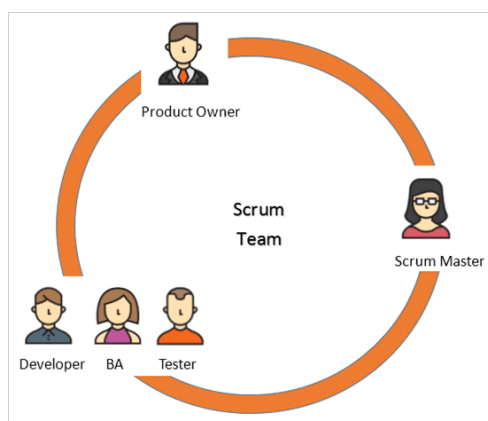 Product Owner
Scrum
Team
Scrum Master
Developer BA Tester